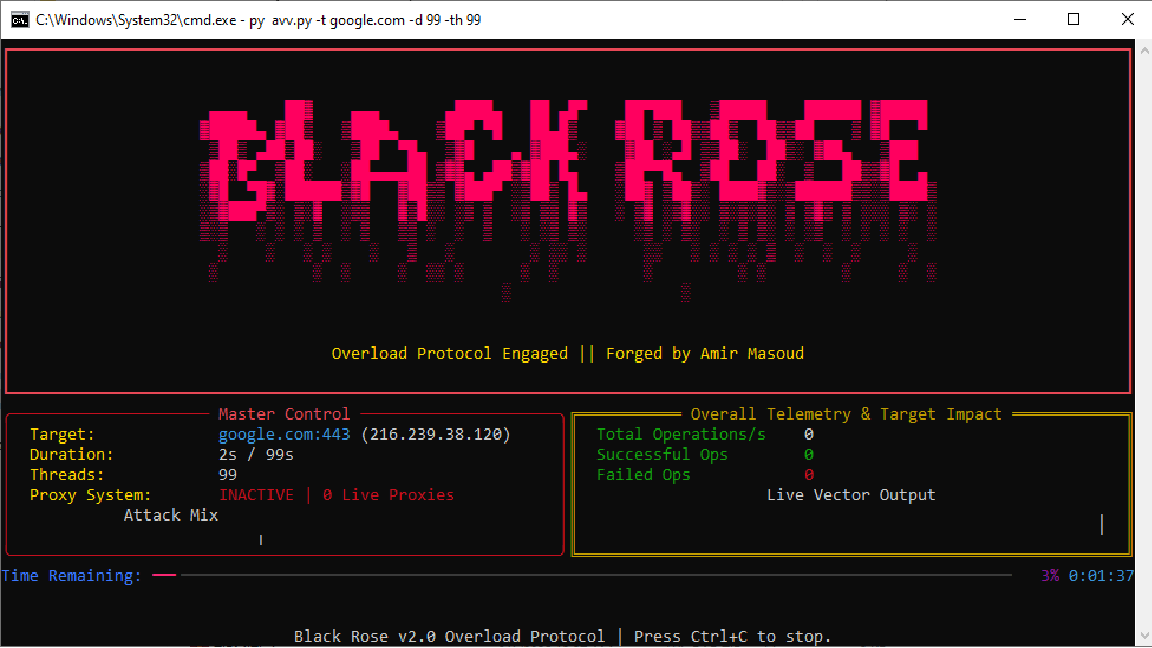 C:\Windows\System32\cmd.exe - py avv.py -t google.com -d 99 -th 99
BLACK ROSE
Overload Protocol Engaged || Forged by Amir Masoud
Master Control
Target: google.com:443 (216.239.38.120)
Duration: 2s / 99s
Threads: 99
Proxy System: INACTIVE | 0 Live Proxies
Attack Mix
Overall Telemetry & Target Impact
Total Operations/s 0
Successful Ops 0
Failed Ops 0
Live Vector Output
Time Remaining: 3% 0:01:37
Black Rose v2.0 Overload Protocol | Press Ctrl+C to stop.